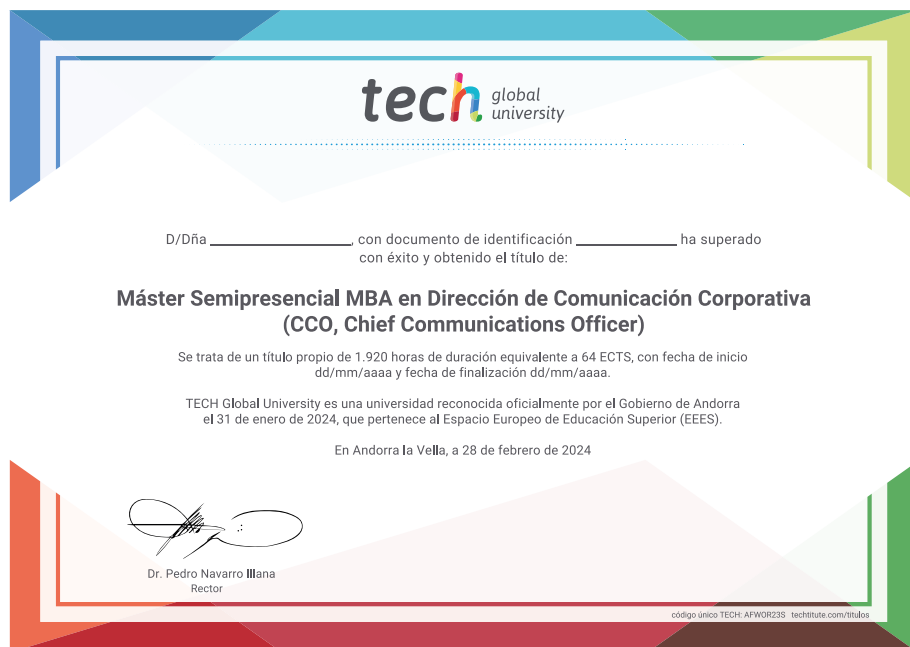 tech global university
D/Dña ________________, con documento de identificación ____________ ha superado
con éxito y obtenido el título de:
Máster Semipresencial MBA en Dirección de Comunicación Corporativa
(CCO, Chief Communications Officer)
Se trata de un título propio de 1.920 horas de duración equivalente a 64 ECTS, con fecha de inicio
dd/mm/aaaa y fecha de finalización dd/mm/aaaa.
TECH Global University es una universidad reconocida oficialmente por el Gobierno de Andorra
el 31 de enero de 2024, que pertenece al Espacio Europeo de Educación Superior (EEES).
En Andorra la Vella, a 28 de febrero de 2024
Dr. Pedro Navarro Illana
Rector
código único TECH: AFWOR23S techtitute.com/titulos